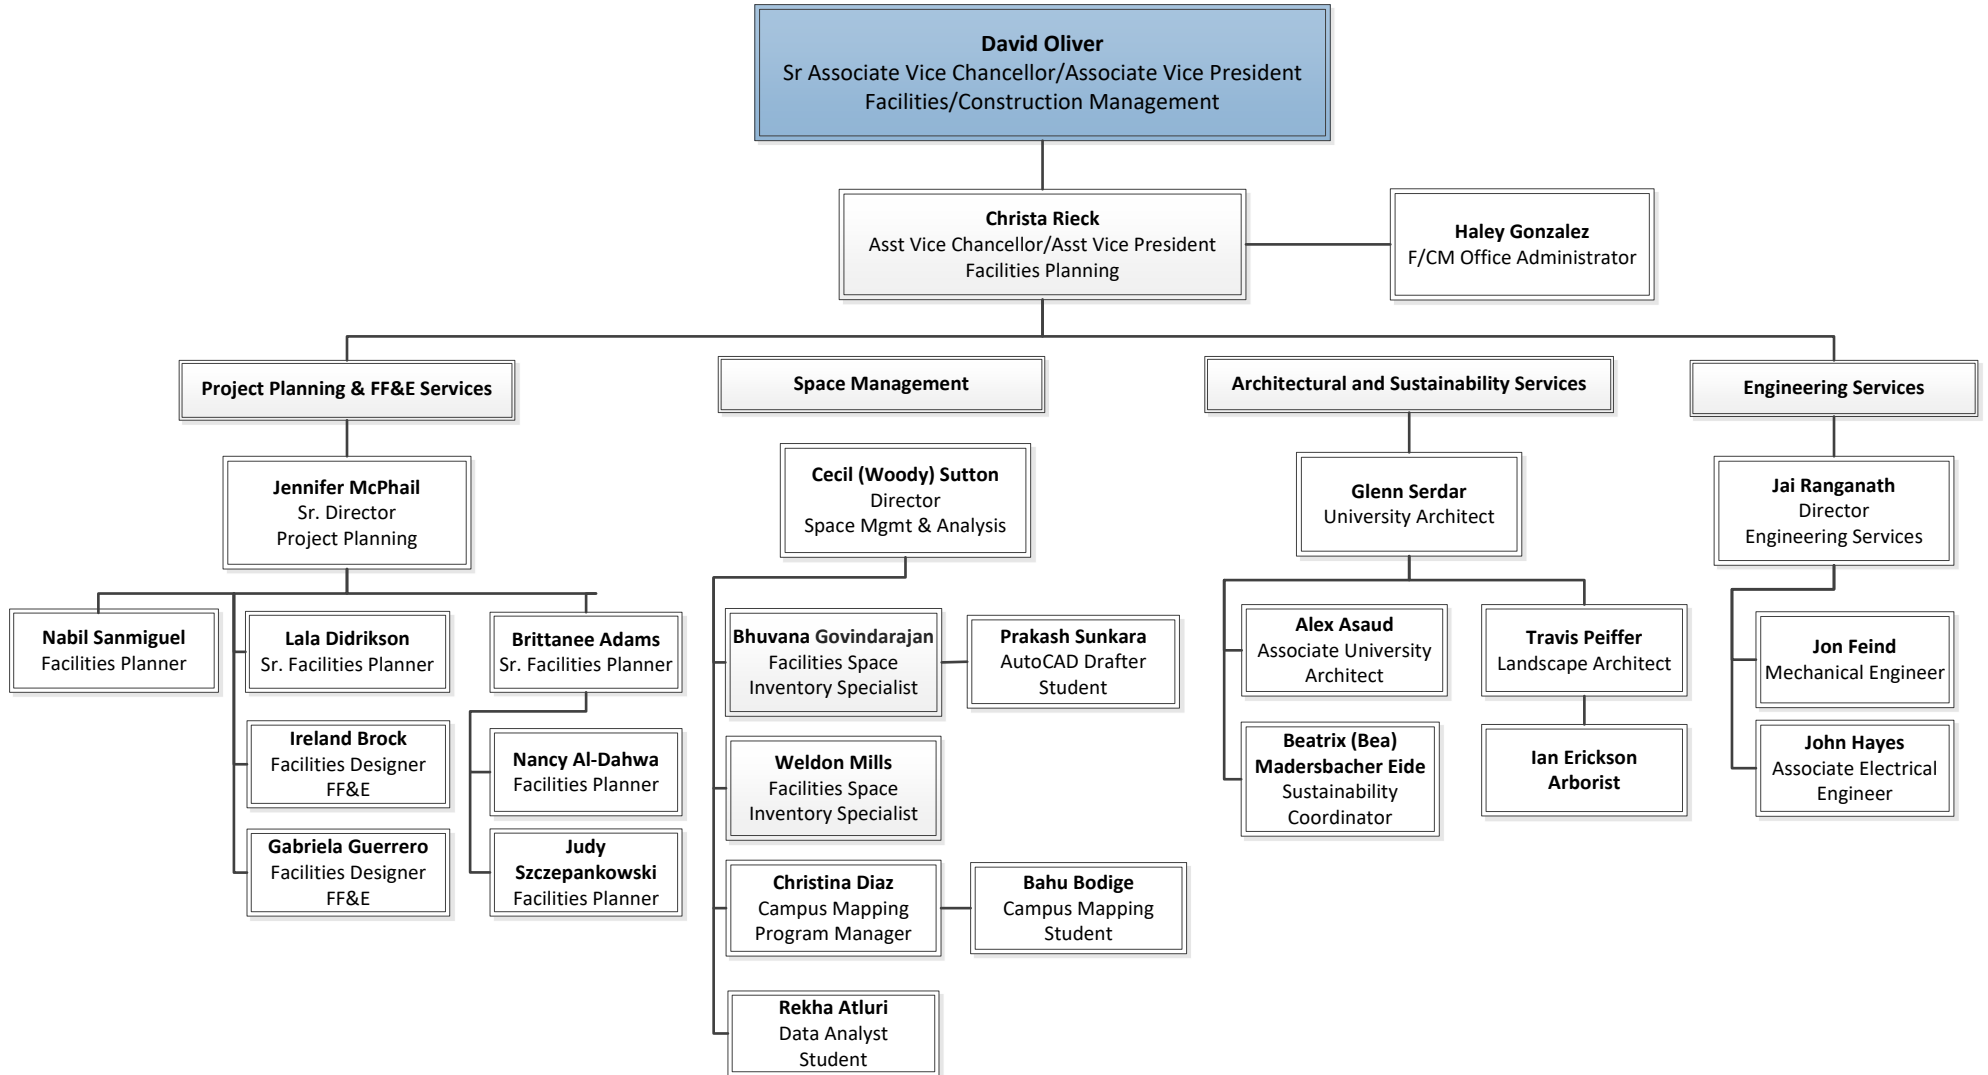 David Oliver
Sr Associate Vice Chancellor/Associate Vice President
Facilities/Construction Management
Christa Rieck
Asst Vice Chancellor/Asst Vice President
Facilities Planning
Haley Gonzalez
F/CM Office Administrator
Project Planning & FF&E Services
Space Management
Architectural and Sustainability Services
Engineering Services
Jennifer McPhail
Sr. Director
Project Planning
Cecil (Woody) Sutton
Director
Space Mgmt & Analysis
Glenn Serdar
University Architect
Jai Ranganath
Director
Engineering Services
Nabil Sanmiguel
Facilities Planner
Lala Didrikson
Sr. Facilities Planner
Brittanee Adams
Sr. Facilities Planner
Bhuvana Govindarajan
Facilities Space
Inventory Specialist
Prakash Sunkara
AutoCAD Drafter
Student
Alex Asaud
Associate University
Architect
Travis Peiffer
Landscape Architect
Jon Feind
Mechanical Engineer
Ireland Brock
Facilities Designer
FF&E
Nancy Al-Dahwa
Facilities Planner
Weldon Mills
Facilities Space
Inventory Specialist
Beatrix (Bea)
Madersbacher Eide
Sustainability
Coordinator
Ian Erickson
Arborist
John Hayes
Associate Electrical
Engineer
Gabriela Guerrero
Facilities Designer
FF&E
Judy
Szczepankowski
Facilities Planner
Christina Diaz
Campus Mapping
Program Manager
Bahu Bodige
Campus Mapping
Student
Rekha Atluri
Data Analyst
Student